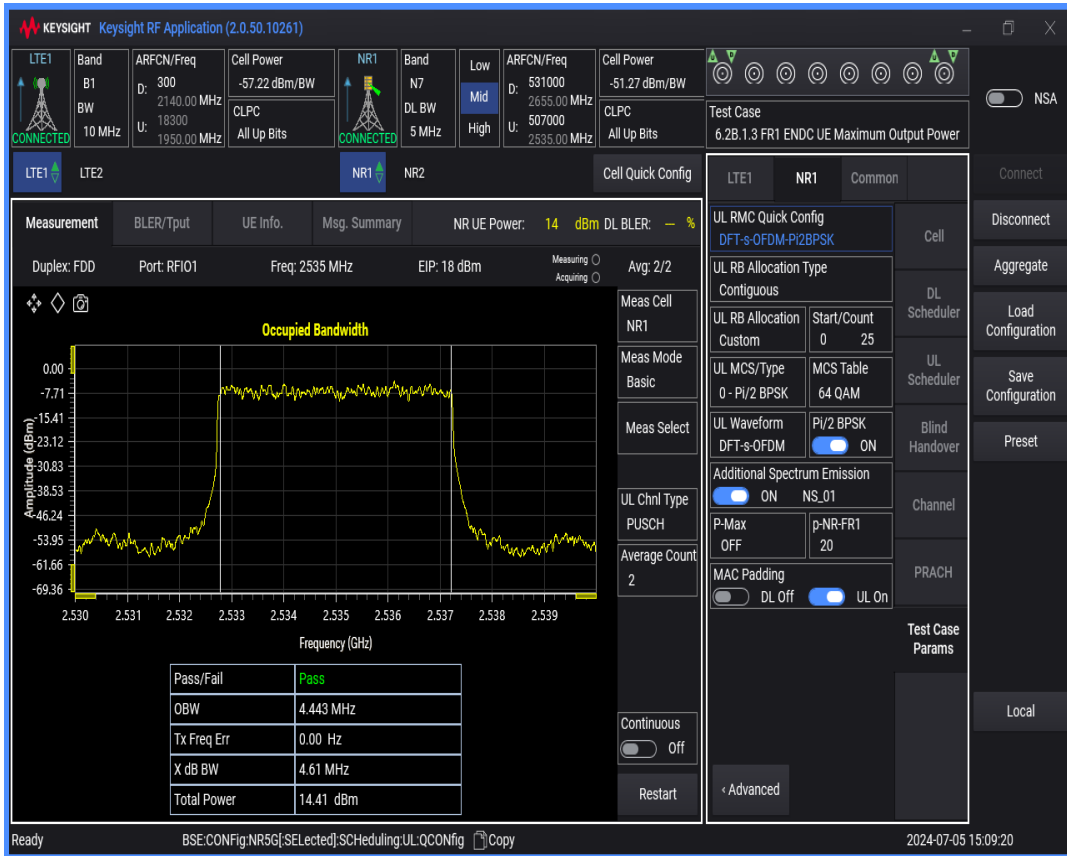 KEYSIGHT Keysight RF Application (2.0.50.10261)
LTE1 Band ARFCN/Freq Cell Power NR1 Band Low ARFCN/Freq Cell Power
B1 D: 300 -57.22 dBm/BW N7 D: 531000 -51.27 dBm/BW
2140.00 MHz 2655.00 MHz
BW CLPC DL BW Mid CLPC
U: 18300 U: 507000
CONNECTED 10 MHz 1950.00 MHz All Up Bits CONNECTED 5 MHz High 2535.00 MHz All Up Bits
NSA
Test Case
6.2B.1.3 FR1 ENDC UE Maximum Output Power
LTE1 LTE2 NR1 NR2 Cell Quick Config
LTE1 NR1 Common
Connect
Measurement BLER/Tput UE Info. Msg. Summary NR UE Power: 14 dBm DL BLER: — %
Duplex: FDD Port: RFIO1 Freq: 2535 MHz EIP: 18 dBm Measuring Avg: 2/2
Acquiring
Occupied Bandwidth
Amplitude (dBm)
0.00
-7.71
-15.41
-23.12
-30.83
-38.53
-46.24
-53.95
-61.66
-69.36
2.530 2.531 2.532 2.533 2.534 2.535 2.536 2.537 2.538 2.539
Frequency (GHz)
Pass/Fail Pass
OBW 4.443 MHz
Tx Freq Err 0.00 Hz
X dB BW 4.61 MHz
Total Power 14.41 dBm
Meas Cell
NR1
Meas Mode
Basic
Meas Select
UL Chnl Type
PUSCH
Average Count
2
Continuous
Off
Restart
UL RMC Quick Config
DFT-s-OFDM-Pi2BPSK
UL RB Allocation Type
Contiguous
UL RB Allocation Start/Count
Custom 0 25
UL MCS/Type MCS Table
0 - Pi/2 BPSK 64 QAM
UL Waveform Pi/2 BPSK
DFT-s-OFDM ON
Additional Spectrum Emission
ON NS_01
P-Max p-NR-FR1
OFF 20
MAC Padding
DL Off UL On
‹ Advanced
Cell
DL
Scheduler
UL
Scheduler
Blind
Handover
Channel
PRACH
Test Case
Params
Disconnect
Aggregate
Load
Configuration
Save
Configuration
Preset
Local
Ready BSE:CONFig:NR5G[:SELected]:SCHeduling:UL:QCONfig Copy 2024-07-05 15:09:20